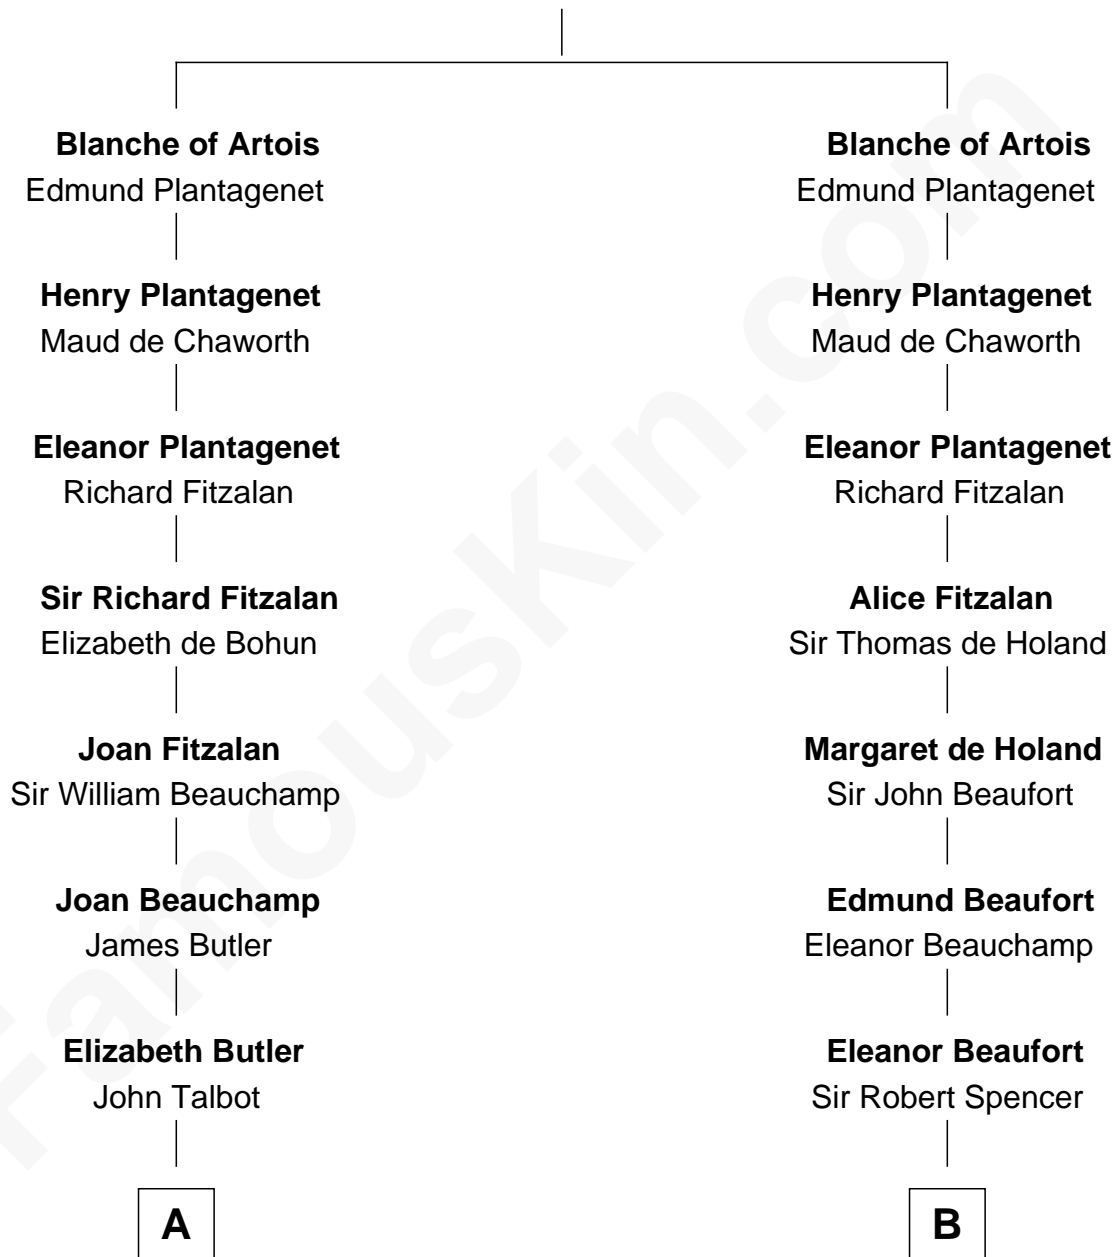 Blanche of Artois
Edmund Plantagenet
Henry Plantagenet
Maud de Chaworth
Eleanor Plantagenet
Richard Fitzalan
Sir Richard Fitzalan
Elizabeth de Bohun
Joan Fitzalan
Sir William Beauchamp
Joan Beauchamp
James Butler
Elizabeth Butler
John Talbot
A
Blanche of Artois
Edmund Plantagenet
Henry Plantagenet
Maud de Chaworth
Eleanor Plantagenet
Richard Fitzalan
Alice Fitzalan
Sir Thomas de Holand
Margaret de Holand
Sir John Beaufort
Edmund Beaufort
Eleanor Beauchamp
Eleanor Beaufort
Sir Robert Spencer
B
FamousKin.com